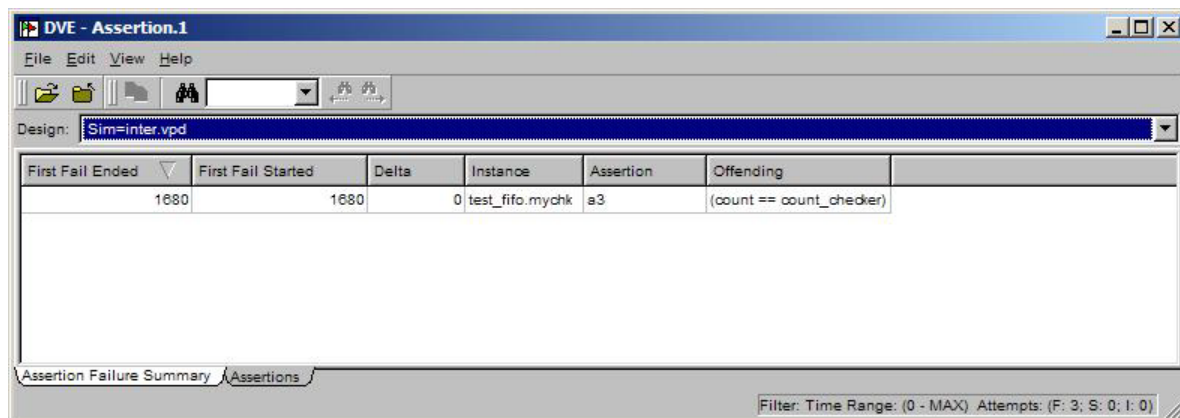 DVE - Assertion.1
File Edit View Help
Design: Sim=inter.vpd
First Fail Ended First Fail Started Delta Instance Assertion Offending
1680 1680 0 test_fifo.mychk a3 (count == count_checker)
Assertion Failure Summary Assertions
Filter: Time Range: (0 - MAX) Attempts: (F: 3; S: 0; I: 0)